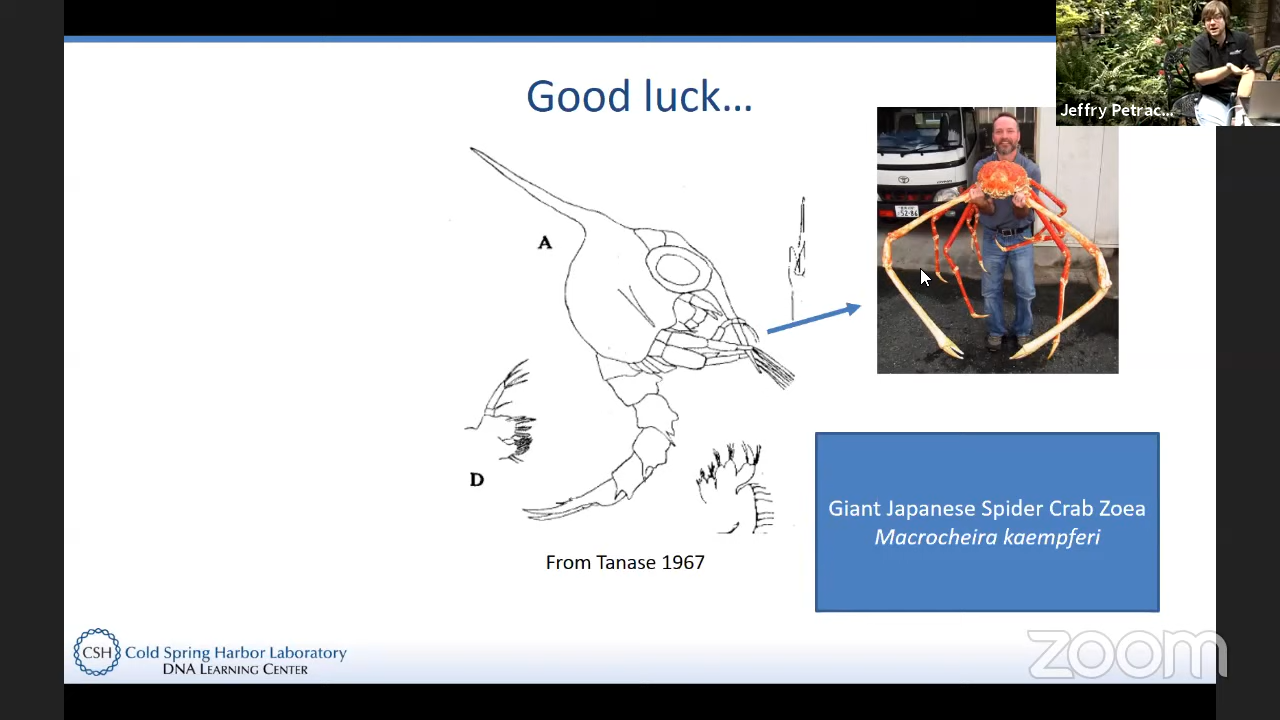 Good luck...
Jeffry Petrac...
A
D
From Tanase 1967
Giant Japanese Spider Crab Zoea
Macrocheira kaempferi
CSH
Cold Spring Harbor Laboratory
DNA LEARNING CENTER
zoom